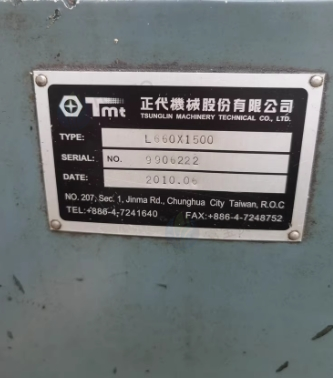 Tmt 正代機械股份有限公司
TSUNGLIN MACHINERY TECHNICAL CO., LTD.
TYPE: L660X1500
SERIAL: NO. 9906222
DATE: 2010.06
NO. 207, Sec. 1, Jinma Rd., Chunghua City Taiwan, R.O.C
TEL:+886-4-7241640 FAX:+886-4-7248752